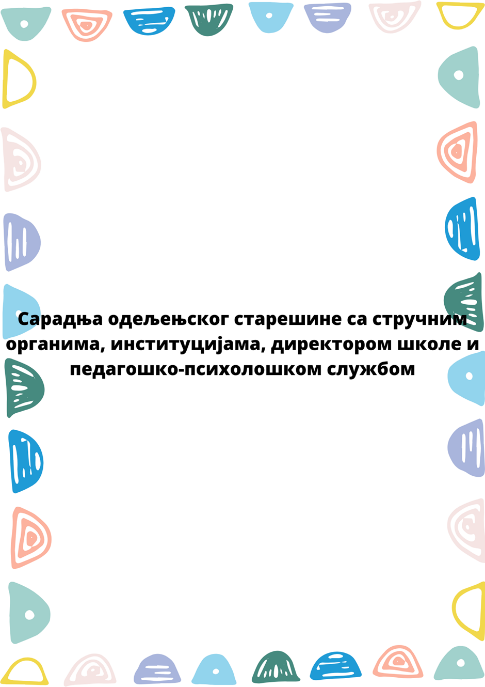 Сарадња одељењског старешине са стручним
органима, институцијама, директором школе и
педагошко-психолошком службом